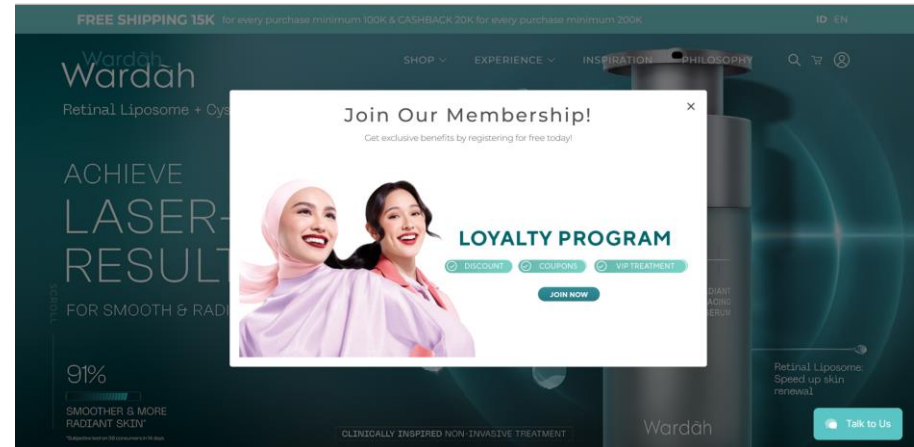 FREE SHIPPING 15K for every purchase minimum 100K & CASHBACK 20K for every purchase minimum 200K
ID EN
Wardah
Wardah
SHOP EXPERIENCE INSPIRATION PHILOSOPHY
Retinal Liposome + Cys
Join Our Membership!
Get exclusive benefits by registering for free today!
ACHIEVE
LASER-
RESULT
FOR SMOOTH & RADI
LOYALTY PROGRAM
DISCOUNT COUPONS VIP TREATMENT
JOIN NOW
SCROLL
91%
SMOOTHER & MORE
RADIANT SKIN*
Retinal Liposome:
Speed up skin
renewal
CLINICALLY INSPIRED NON-INVASIVE TREATMENT
Wardah
Talk to Us